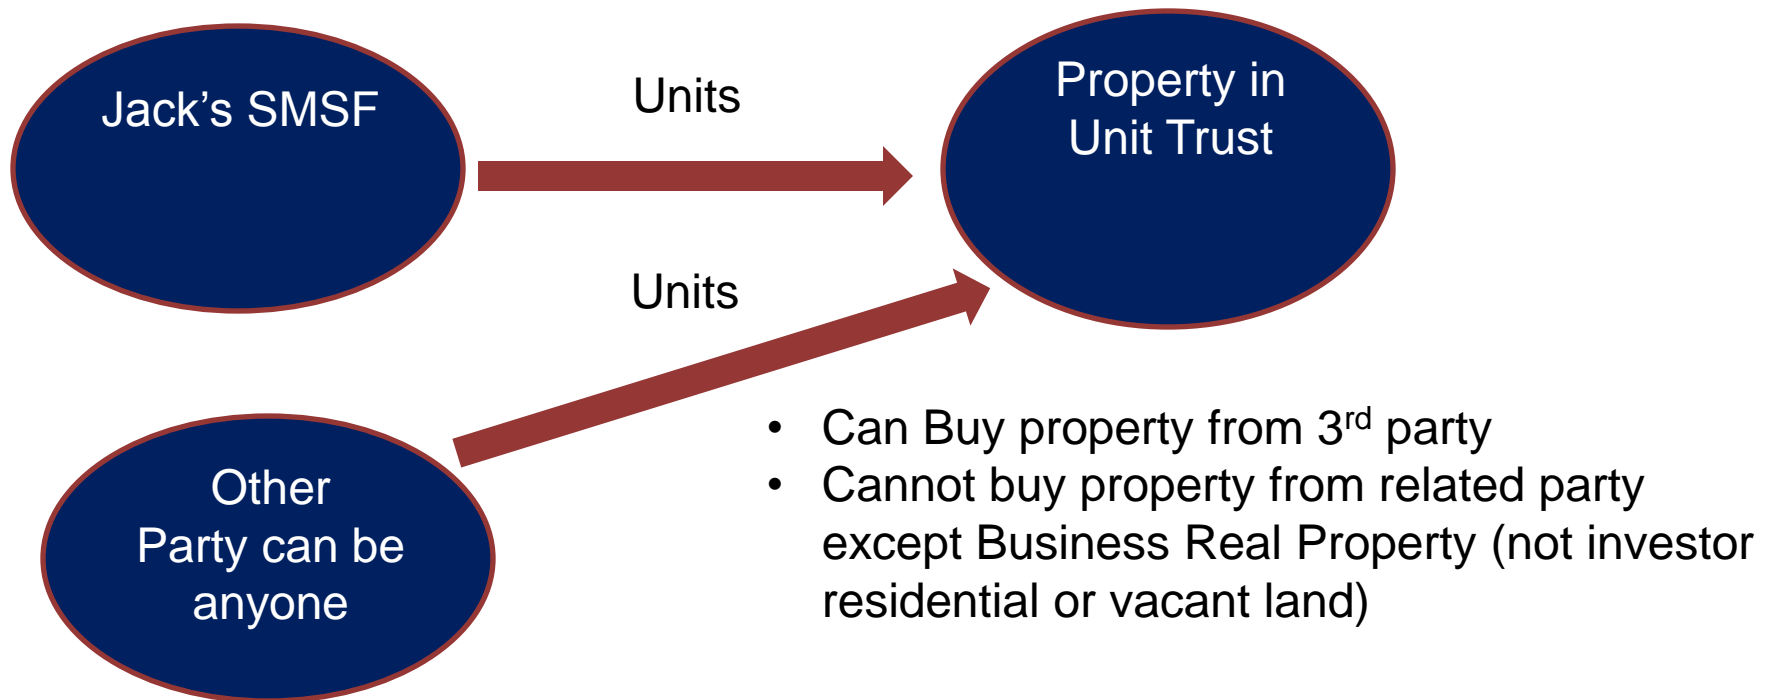 Jack’s SMSF
Units
Property in
Unit Trust
Units
Other
Party can be
anyone
• Can Buy property from 3rd party
• Cannot buy property from related party
except Business Real Property (not investor
residential or vacant land)